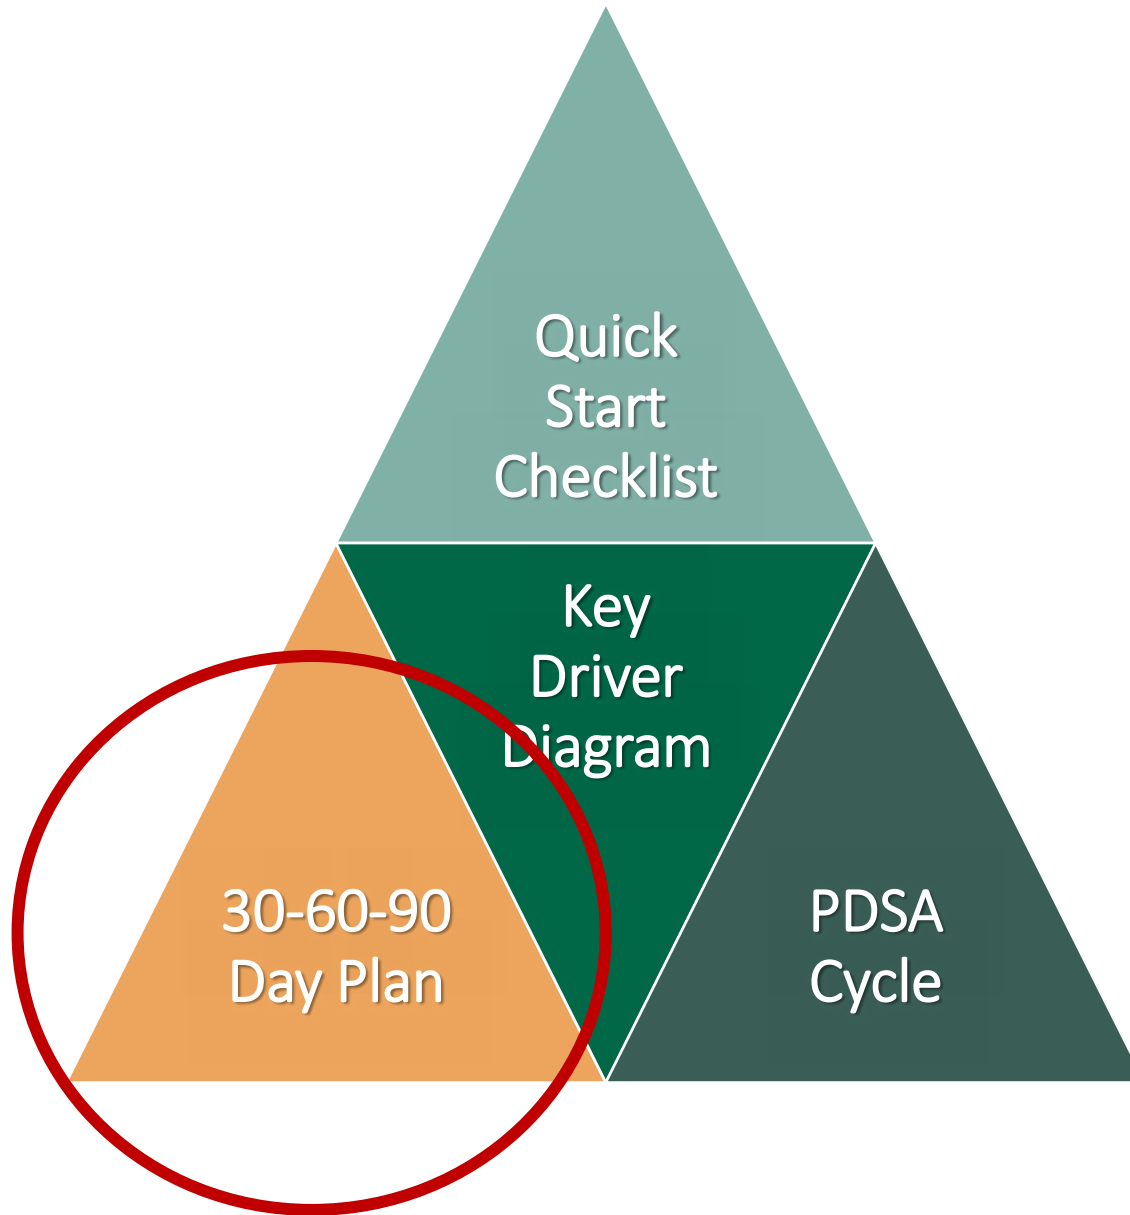 Quick
Start
Checklist
Key
Driver
Diagram
30-60-90
Day Plan
PDSA
Cycle